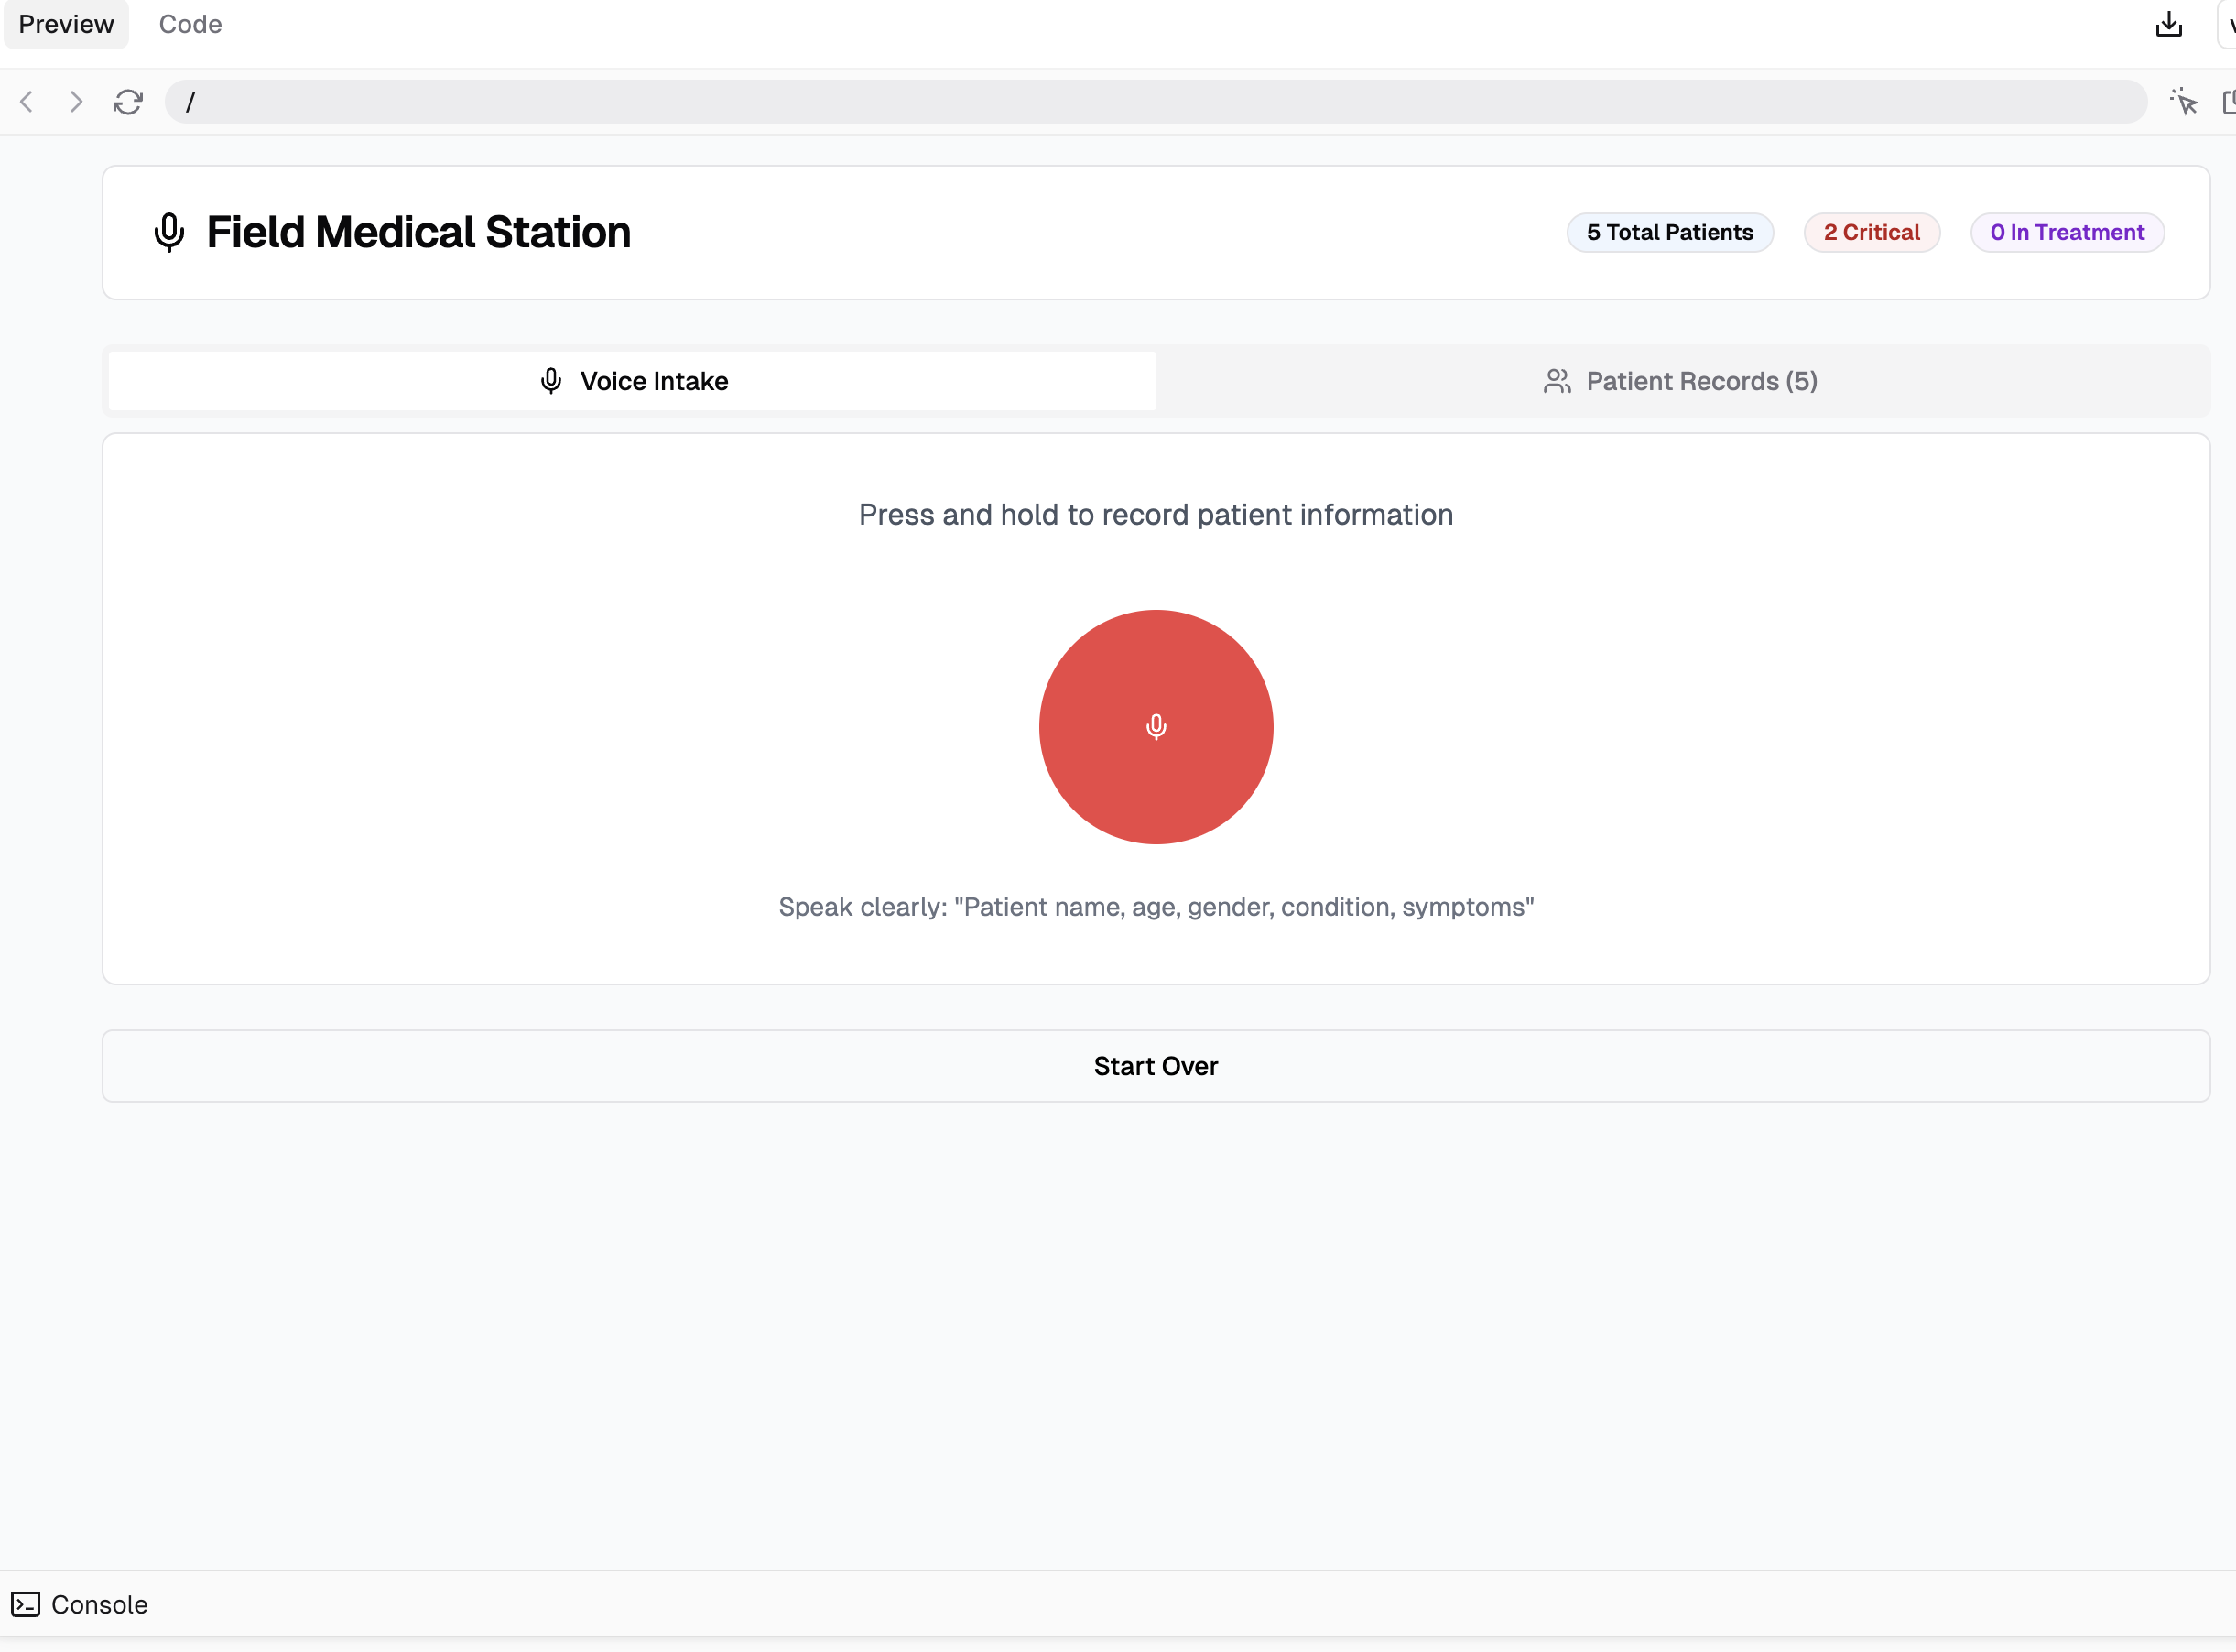 Preview Code
/
Field Medical Station
5 Total Patients 2 Critical 0 In Treatment
Voice Intake Patient Records (5)
Press and hold to record patient information
Speak clearly: "Patient name, age, gender, condition, symptoms"
Start Over
Console